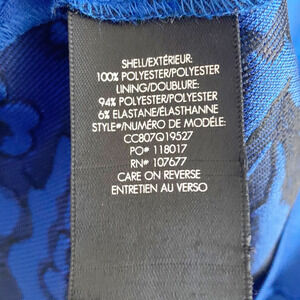 SHELL/EXTÉRIEUR:
100% POLYESTER/POLYESTER
LINING/DOUBLURE:
94% POLYESTER/POLYESTER
6% ELASTANE/ÉLASTHANNE
STYLE#/NUMÉRO DE MODÈLE:
CC807Q19527
PO# 118017
RN# 107677
CARE ON REVERSE
ENTRETIEN AU VERSO